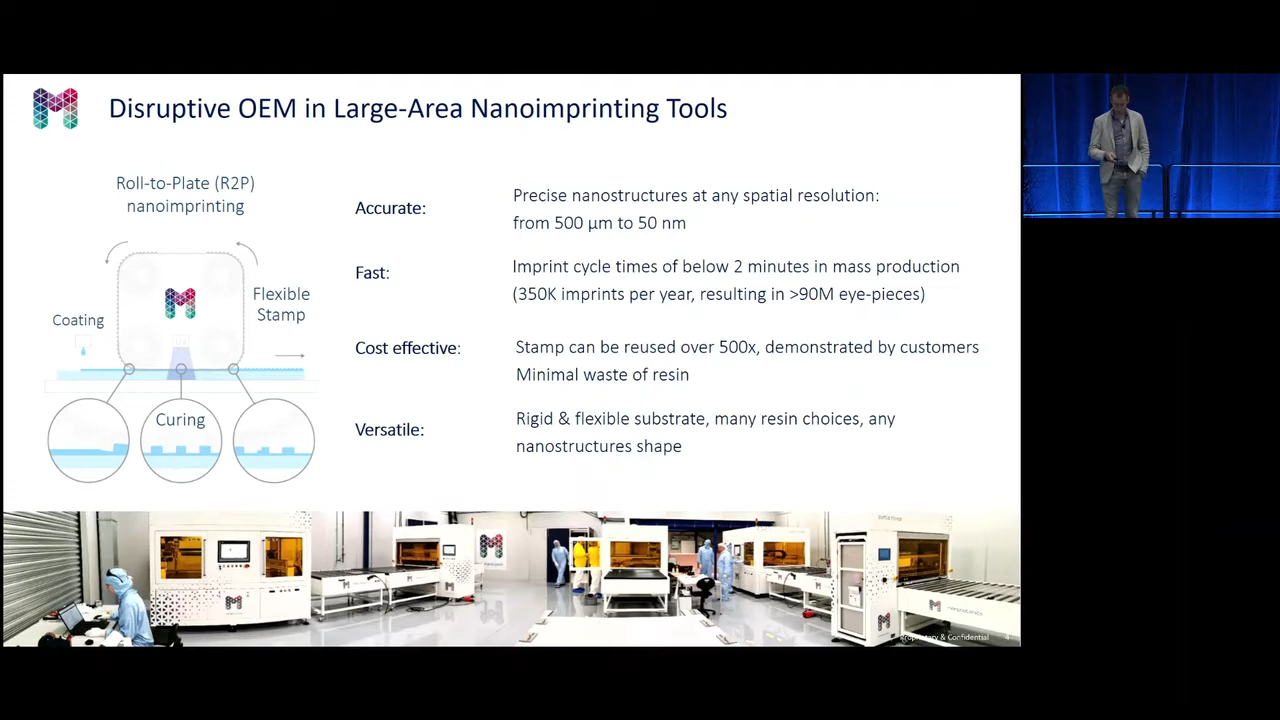 Disruptive OEM in Large-Area Nanoimprinting Tools
Roll-to-Plate (R2P)
nanoimprinting
Coating
Flexible
Stamp
Curing
Accurate:
Precise nanostructures at any spatial resolution:
from 500 µm to 50 nm
Fast:
Imprint cycle times of below 2 minutes in mass production
(350K imprints per year, resulting in >90M eye-pieces)
Cost effective:
Stamp can be reused over 500x, demonstrated by customers
Minimal waste of resin
Versatile:
Rigid & flexible substrate, many resin choices, any
nanostructures shape
Proprietary & Confidential
4